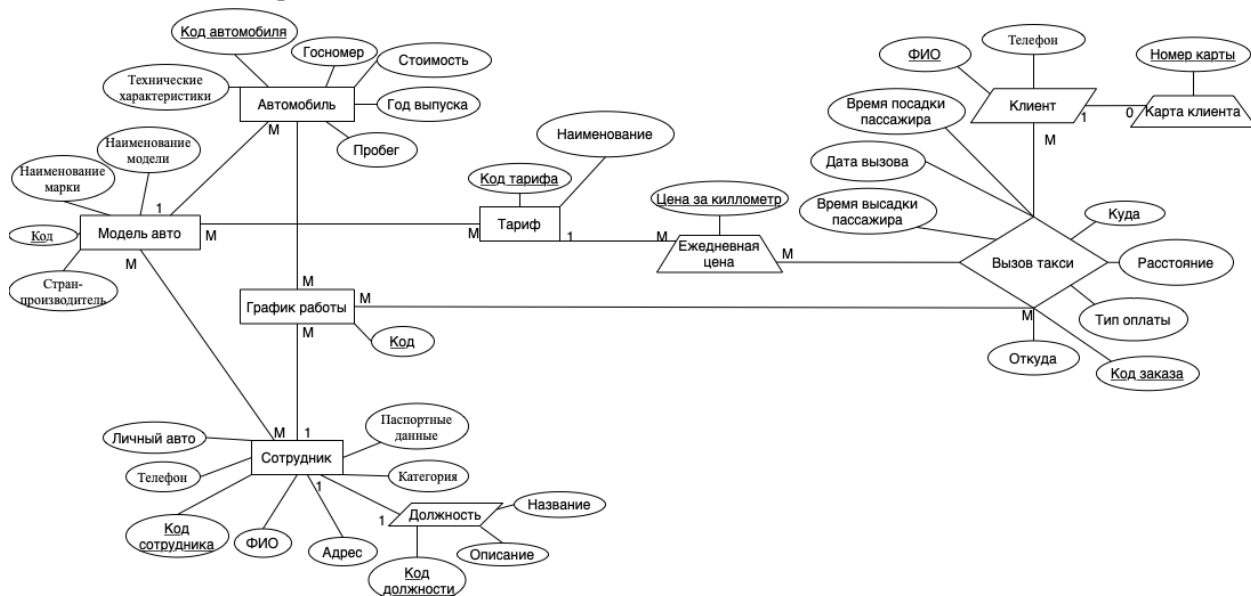 Код автомобиля
Госномер
Стоимость
Технические
характеристики
Автомобиль
Год выпуска
М
Пробег
ФИО
Телефон
Номер карты
Время посадки
пассажира
Клиент
1
0
Карта клиента
М
Наименование
модели
Наименование
марки
Наименование
Дата вызова
Код тарифа
Цена за киллометр
Время высадки
пассажира
Куда
1
Код
Модель авто
М
М
Тариф
1
М
Ежедневная
цена
М
Вызов такси
Расстояние
М
Стран-
производитель
М
График работы
М
М
Код
М
Тип оплаты
Откуда
Код заказа
Личный авто
М
1
Паспортные
данные
Сотрудник
Телефон
Категория
1
Код
сотрудника
ФИО
Адрес
1
Должность
Название
Описание
Код
должности